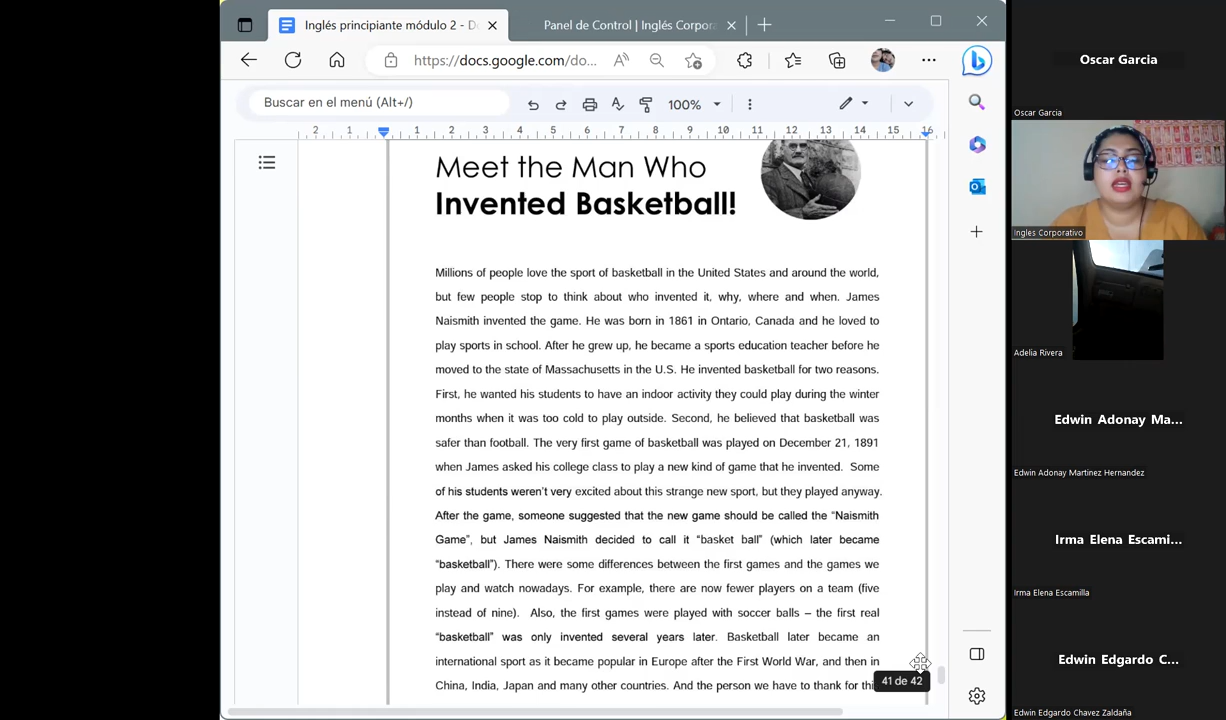 Inglés principiante módulo 2 - D
Panel de Control | Inglés Corpor
https://docs.google.com/do...
Buscar en el menú (Alt+/)
100%
2 1 1 2 3 4 5 6 7 8 9 10 11 12 13 14 15 16
Meet the Man Who
Invented Basketball!
Millions of people love the sport of basketball in the United States and around the world,
but few people stop to think about who invented it, why, where and when. James
Naismith invented the game. He was born in 1861 in Ontario, Canada and he loved to
play sports in school. After he grew up, he became a sports education teacher before he
moved to the state of Massachusetts in the U.S. He invented basketball for two reasons.
First, he wanted his students to have an indoor activity they could play during the winter
months when it was too cold to play outside. Second, he believed that basketball was
safer than football. The very first game of basketball was played on December 21, 1891
when James asked his college class to play a new kind of game that he invented. Some
of his students weren't very excited about this strange new sport, but they played anyway.
After the game, someone suggested that the new game should be called the “Naismith
Game”, but James Naismith decided to call it “basket ball” (which later became
“basketball”). There were some differences between the first games and the games we
play and watch nowadays. For example, there are now fewer players on a team (five
instead of nine). Also, the first games were played with soccer balls – the first real
“basketball” was only invented several years later. Basketball later became an
international sport as it became popular in Europe after the First World War, and then in
China, India, Japan and many other countries. And the person we have to thank for thi
41 de 42
Oscar Garcia
Oscar Garcia
Ingles Corporativo
Adelia Rivera
Edwin Adonay Ma...
Edwin Adonay Martinez Hernandez
Irma Elena Escami...
Irma Elena Escamilla
Edwin Edgardo C...
Edwin Edgardo Chavez Zaldaña